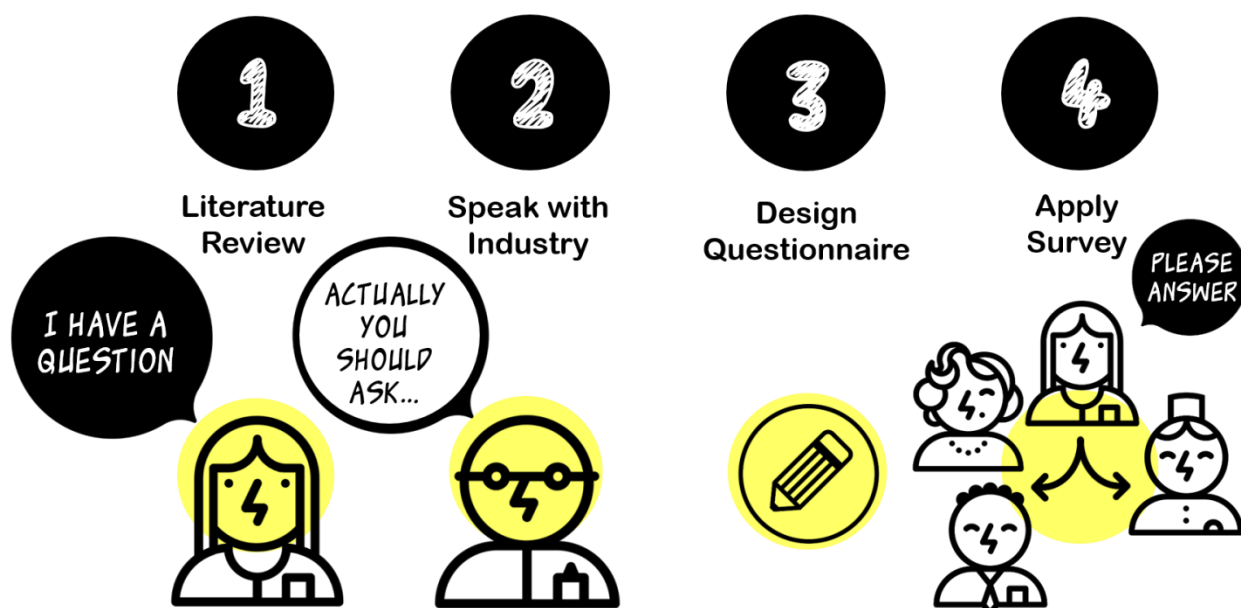 1
2
3
4
Literature
Review
Speak with
Industry
Design
Questionnaire
Apply
Survey
I HAVE A
QUESTION
ACTUALLY
YOU
SHOULD
ASK...
PLEASE
ANSWER